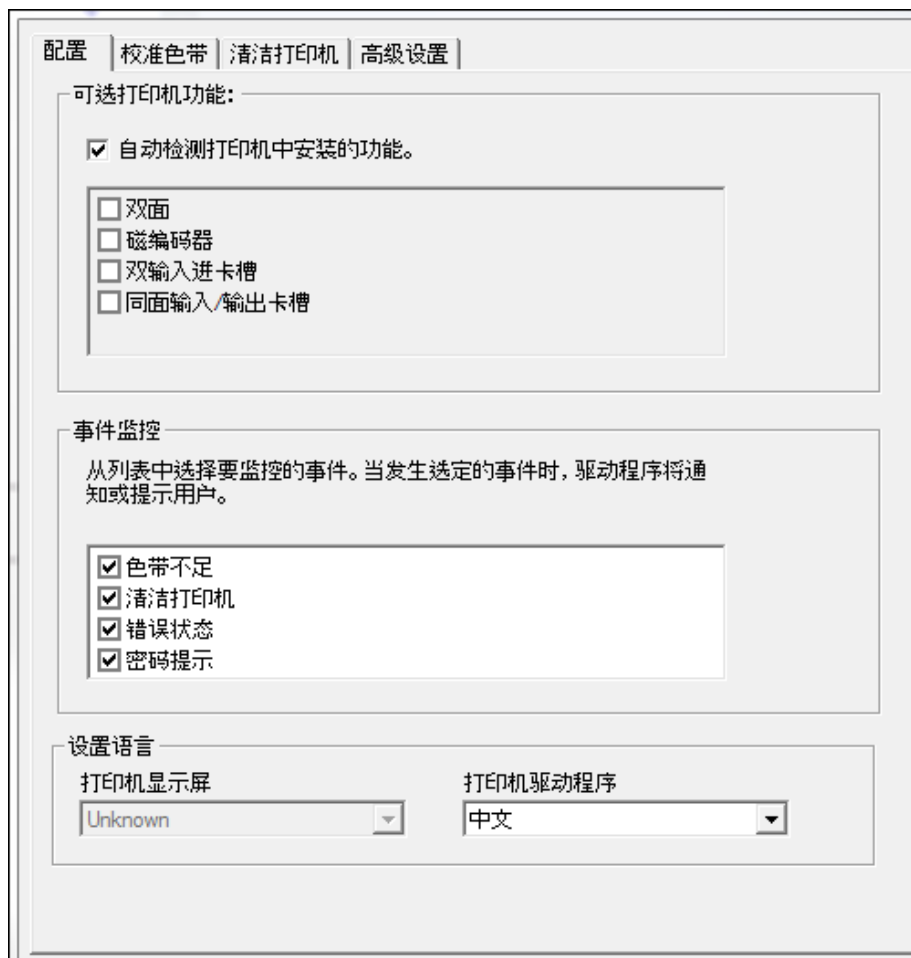 配置 校准色带 清洁打印机 高级设置
可选打印机功能:
自动检测打印机中安装的功能。
双面
磁编码器
双输入进卡槽
同面输入/输出卡槽
事件监控
从列表中选择要监控的事件。当发生选定的事件时，驱动程序将通
知或提示用户。
色带不足
清洁打印机
错误状态
密码提示
设置语言
打印机显示屏 打印机驱动程序
Unknown 中文